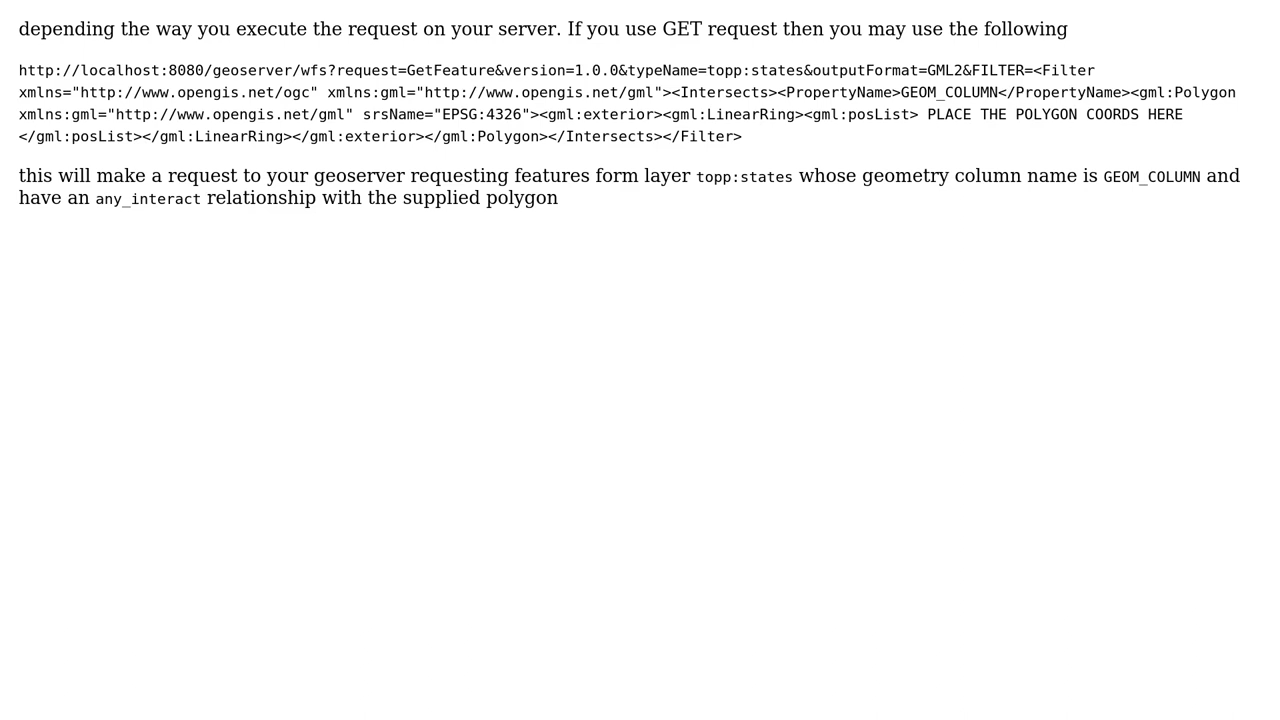 depending the way you execute the request on your server. If you use GET request then you may use the following
http://localhost:8080/geoserver/wfs?request=GetFeature&version=1.0.0&typeName=topp:states&outputFormat=GML2&FILTER=<Filter
xmlns="http://www.opengis.net/ogc" xmlns:gml="http://www.opengis.net/gml"><Intersects><PropertyName>GEOM_COLUMN</PropertyName><gml:Polygon
xmlns:gml="http://www.opengis.net/gml" srsName="EPSG:4326"><gml:exterior><gml:LinearRing><gml:posList> PLACE THE POLYGON COORDS HERE
</gml:posList></gml:LinearRing></gml:exterior></gml:Polygon></Intersects></Filter>
this will make a request to your geoserver requesting features form layer topp:states whose geometry column name is GEOM_COLUMN and
have an any_interact relationship with the supplied polygon